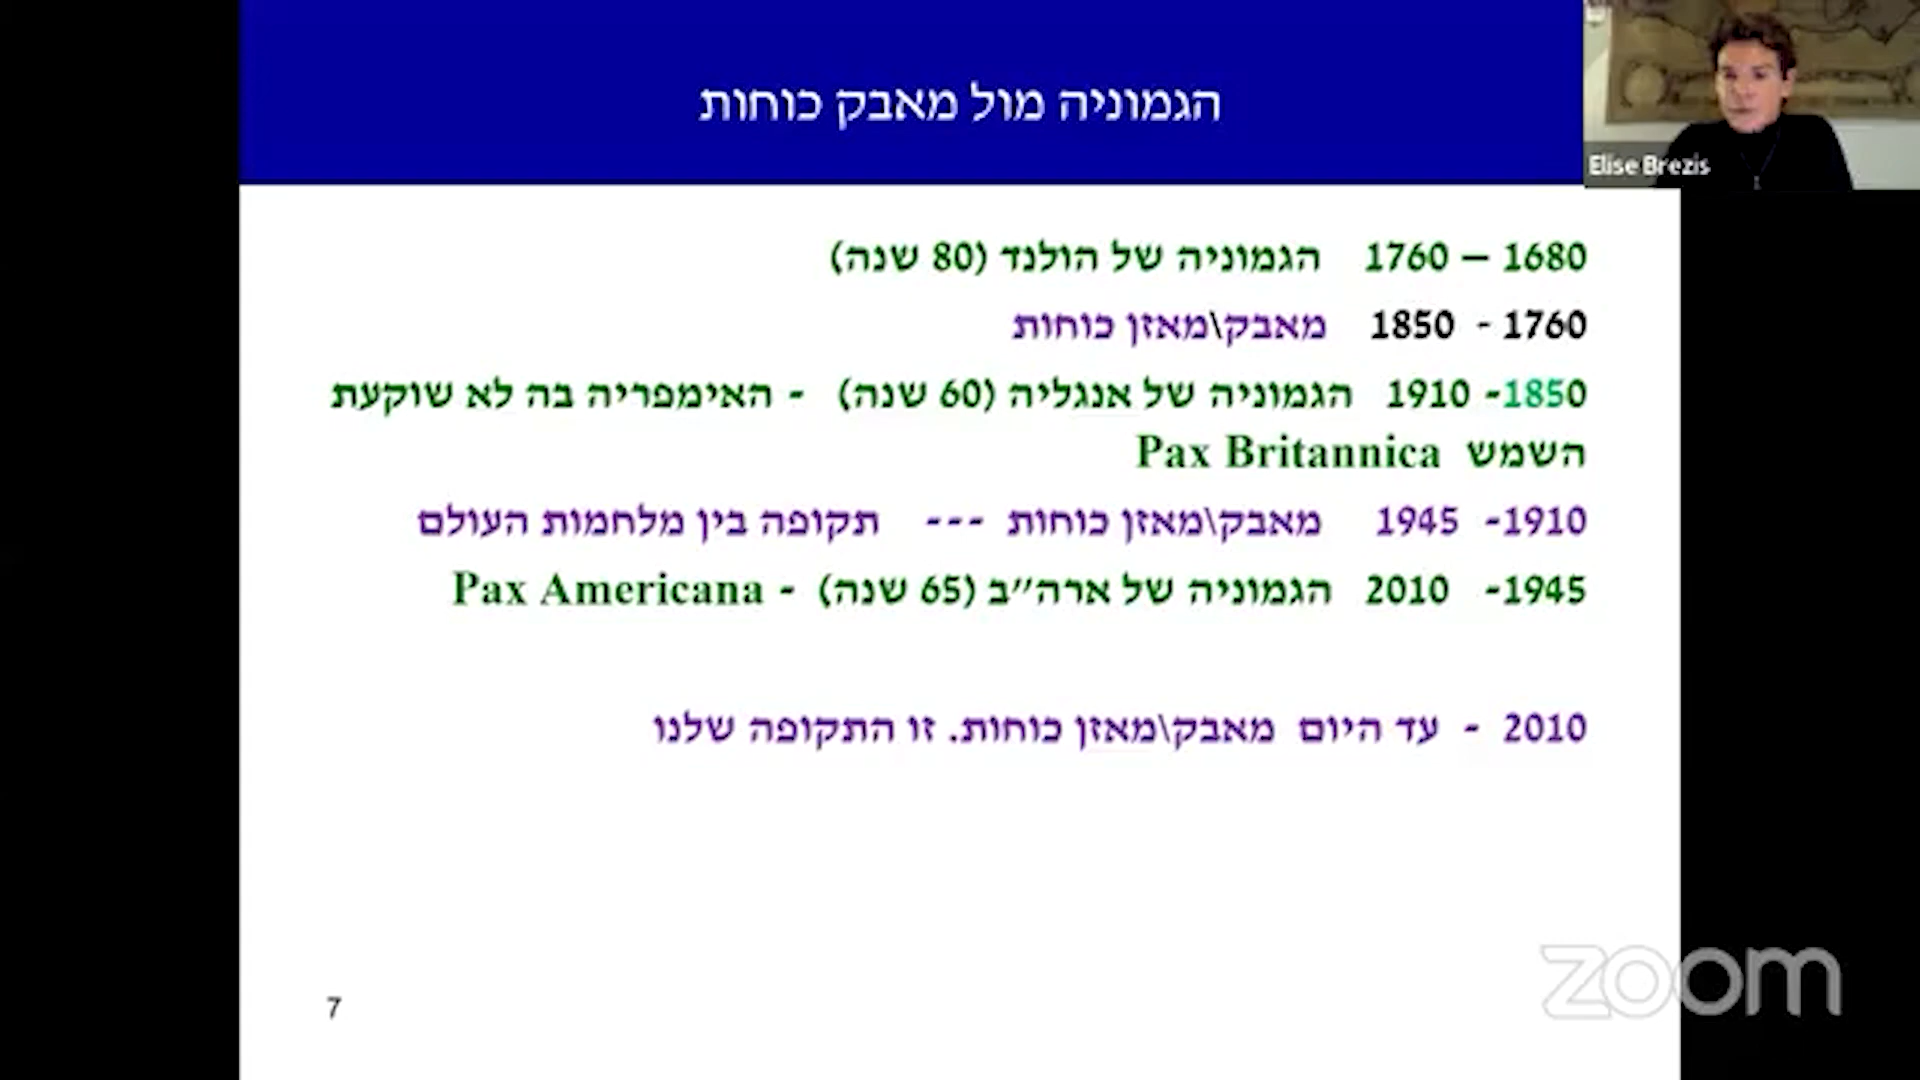 הגמוניה מול מאבק כוחות
Elise Brezis
1680 – 1760 הגמוניה של הולנד (80 שנה)
1760 - 1850 מאבק\מאזן כוחות
1850- 1910 הגמוניה של אנגליה (60 שנה) - האימפריה בה לא שוקעת
השמש Pax Britannica
1910- 1945 מאבק\מאזן כוחות --- תקופה בין מלחמות העולם
1945- 2010 הגמוניה של ארה״ב (65 שנה) - Pax Americana
2010 - עד היום מאבק\מאזן כוחות. זו התקופה שלנו
7
zoom